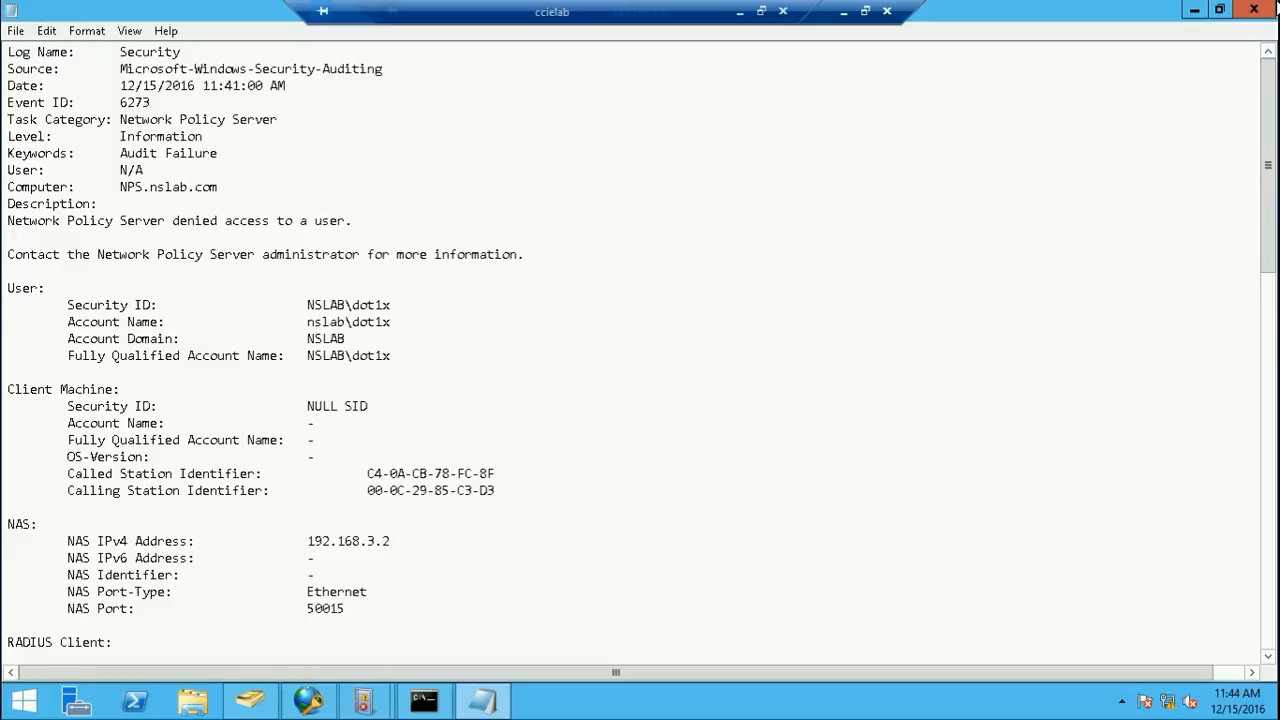 ccielab
File Edit Format View Help
Log Name: Security
Source: Microsoft-Windows-Security-Auditing
Date: 12/15/2016 11:41:00 AM
Event ID: 6273
Task Category: Network Policy Server
Level: Information
Keywords: Audit Failure
User: N/A
Computer: NPS.nslab.com
Description:
Network Policy Server denied access to a user.
Contact the Network Policy Server administrator for more information.
User:
Security ID: NSLAB\dot1x
Account Name: nslab\dot1x
Account Domain: NSLAB
Fully Qualified Account Name: NSLAB\dot1x
Client Machine:
Security ID: NULL SID
Account Name: -
Fully Qualified Account Name: -
OS-Version: -
Called Station Identifier: C4-0A-CB-78-FC-8F
Calling Station Identifier: 00-0C-29-85-C3-D3
NAS:
NAS IPv4 Address: 192.168.3.2
NAS IPv6 Address: -
NAS Identifier: -
NAS Port-Type: Ethernet
NAS Port: 50015
RADIUS Client:
11:44 AM
12/15/2016